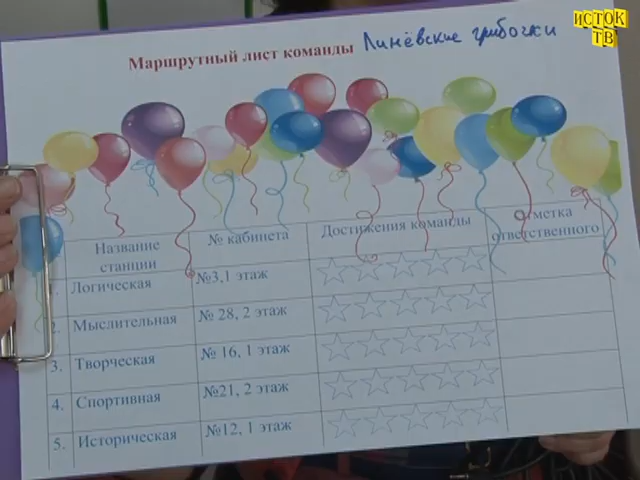 ИСТОК
ТВ
Маршрутный лист команды Линёвские грибочки
Название станции № кабинета Достижения команды Отметка ответственного
1. Логическая №3,1 этаж
2. Мыслительная № 28, 2 этаж
3. Творческая № 16, 1 этаж
4. Спортивная №21, 2 этаж
5. Историческая №12, 1 этаж